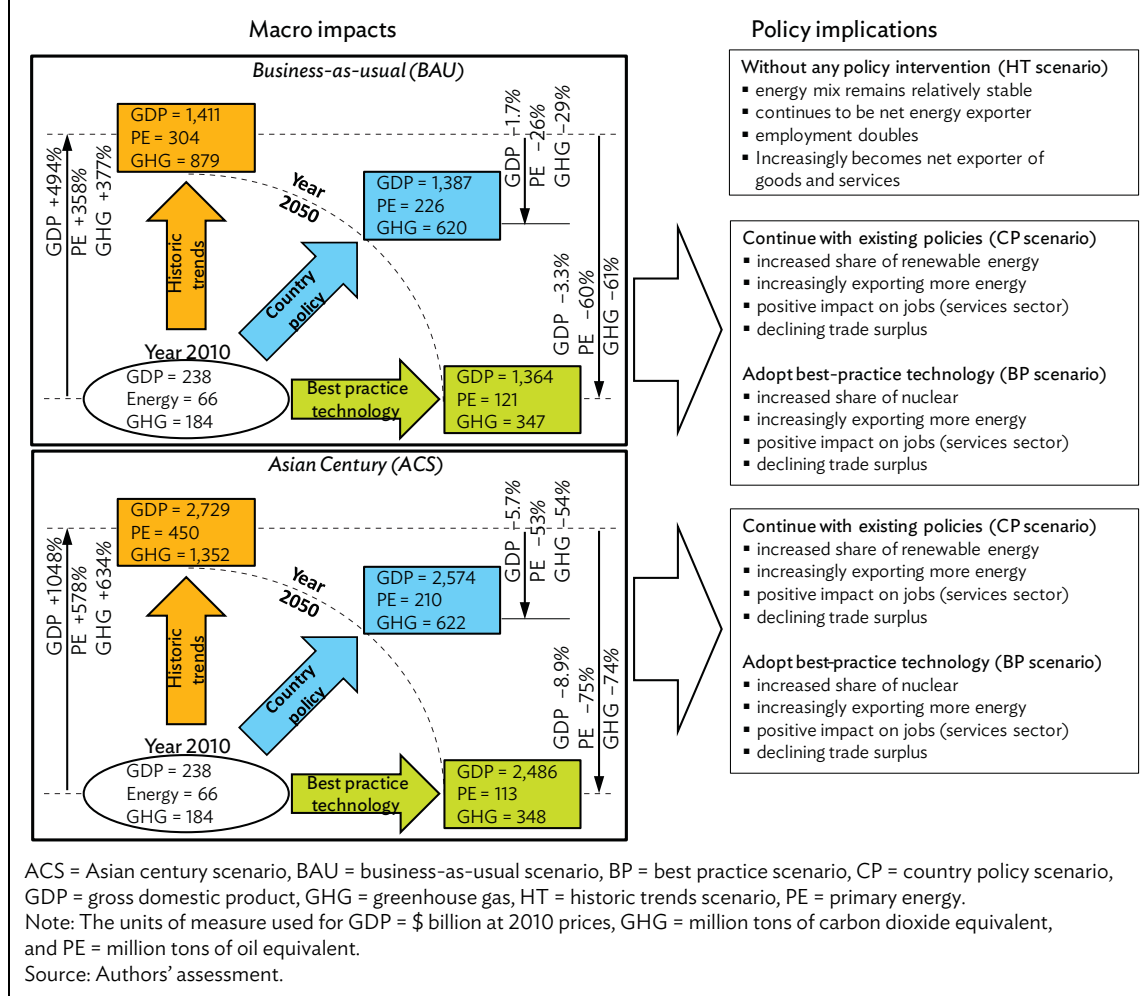 Macro impacts
Business-as-usual (BAU)
GDP = 1,411
PE = 304
GHG = 879
GDP +494%
PE +358%
GHG +377%
Historic
trends
Year
2050
Country
policy
GDP = 1,387
PE = 226
GHG = 620
GDP −1.7%
PE −26%
GHG −29%
GDP −3.3%
PE −60%
GHG −61%
Year 2010
GDP = 238
Energy = 66
GHG = 184
Best practice
technology
GDP = 1,364
PE = 121
GHG = 347
Asian Century (ACS)
GDP = 2,729
PE = 450
GHG = 1,352
GDP +1048%
PE +578%
GHG +634%
Historic
trends
Year
2050
Country
policy
GDP = 2,574
PE = 210
GHG = 622
GDP −5.7%
PE −53%
GHG −54%
GDP −8.9%
PE −75%
GHG −74%
Year 2010
GDP = 238
Energy = 66
GHG = 184
Best practice
technology
GDP = 2,486
PE = 113
GHG = 348
Policy implications
Without any policy intervention (HT scenario)
▪ energy mix remains relatively stable
▪ continues to be net energy exporter
▪ employment doubles
▪ Increasingly becomes net exporter of
goods and services
Continue with existing policies (CP scenario)
▪ increased share of renewable energy
▪ increasingly exporting more energy
▪ positive impact on jobs (services sector)
▪ declining trade surplus
Adopt best-practice technology (BP scenario)
▪ increased share of nuclear
▪ increasingly exporting more energy
▪ positive impact on jobs (services sector)
▪ declining trade surplus
Continue with existing policies (CP scenario)
▪ increased share of renewable energy
▪ increasingly exporting more energy
▪ positive impact on jobs (services sector)
▪ declining trade surplus
Adopt best-practice technology (BP scenario)
▪ increased share of nuclear
▪ increasingly exporting more energy
▪ positive impact on jobs (services sector)
▪ declining trade surplus
ACS = Asian century scenario, BAU = business-as-usual scenario, BP = best practice scenario, CP = country policy scenario,
GDP = gross domestic product, GHG = greenhouse gas, HT = historic trends scenario, PE = primary energy.
Note: The units of measure used for GDP = $ billion at 2010 prices, GHG = million tons of carbon dioxide equivalent,
and PE = million tons of oil equivalent.
Source: Authors' assessment.